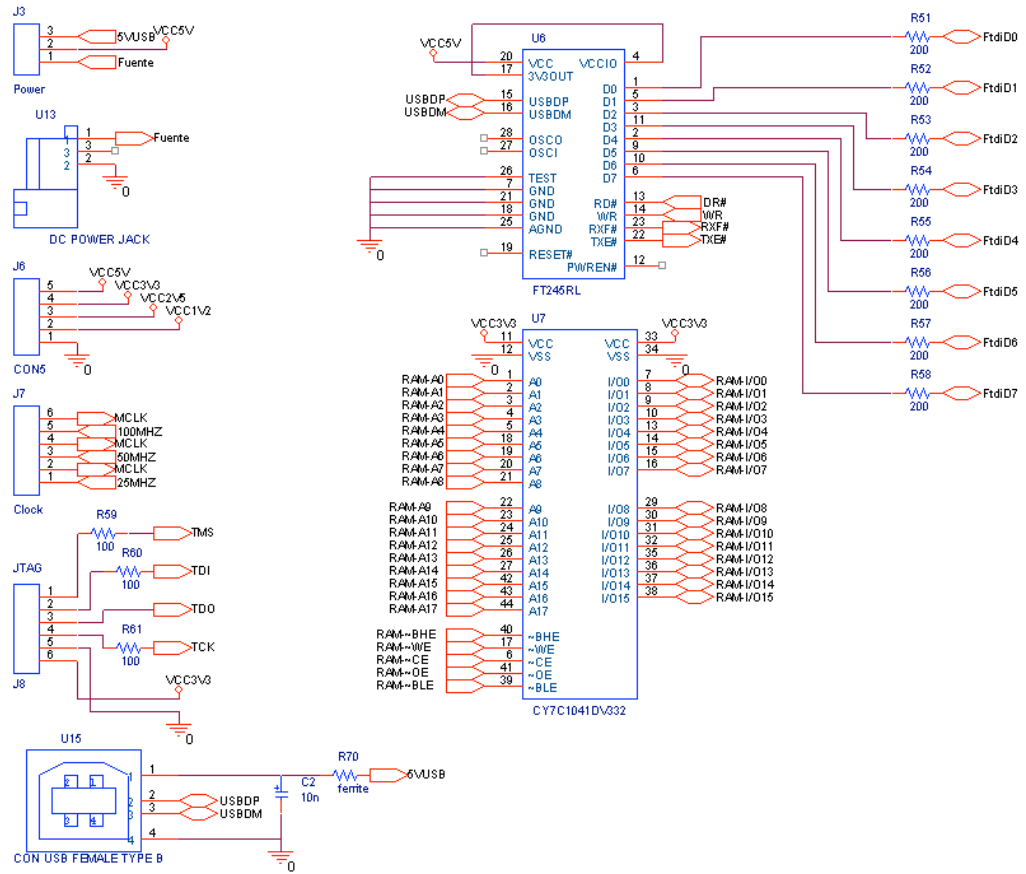 J3
3 5VUSB VCC5V
2
1 Fuente
Power
U13
1 1 Fuente
3 3
2 2
0
DC POWER JACK
J6
5 VCC5V
4 VCC3V3
3 VCC2V5
2 VCC1V2
1
0
CON5
J7
6 MCLK
5 100MHZ
4 MCLK
3 50MHZ
2 MCLK
1 25MHZ
Clock
R59
100 TMS
R60
100 TDI
JTAG
1
2
3 TDO
4
5
6
R61
100 TCK
J8
VCC3V3
0
U15
2 1
3 4
1 1
2 2 USBDP
3 3 USBDM
4 4
C2
10n
R70
ferrite
5VUSB
0
CON USB FEMALE TYPE B
U6
VCC5V
20 VCC VCCIO 4
17 3V3OUT
D0 1
15 USBDP D1 5
USBDP
16 USBDM D2 3
USBDM
D3 11
28 OSCO D4 2
27 OSCI D5 9
D6 10
26 TEST D7 6
7 GND
21 GND RD# 13 DR#
18 GND WR 14 WR
25 AGND RXF# 23 RXF#
TXE# 22 TXE#
0
19 RESET#
PWREN# 12
FT245RL
R51
200 FtdiD0
R52
200 FtdiD1
R53
200 FtdiD2
R54
200 FtdiD3
R55
200 FtdiD4
R56
200 FtdiD5
R57
200 FtdiD6
R58
200 FtdiD7
U7
VCC3V3 VCC3V3
11 VCC VCC 33
12 VSS VSS 34
0 0
RAM-A0 1 A0 I/O0 7 RAM-I/O0
RAM-A1 2 A1 I/O1 8 RAM-I/O1
RAM-A2 3 A2 I/O2 9 RAM-I/O2
RAM-A3 4 A3 I/O3 10 RAM-I/O3
RAM-A4 5 A4 I/O4 13 RAM-I/O4
RAM-A5 18 A5 I/O5 14 RAM-I/O5
RAM-A6 19 A6 I/O6 15 RAM-I/O6
RAM-A7 20 A7 I/O7 16 RAM-I/O7
RAM-A8 21 A8
RAM-A9 22 A9 I/O8 29 RAM-I/O8
RAM-A10 23 A10 I/O9 30 RAM-I/O9
RAM-A11 24 A11 I/O10 31 RAM-I/O10
RAM-A12 25 A12 I/O11 32 RAM-I/O11
RAM-A13 26 A13 I/O12 35 RAM-I/O12
RAM-A14 27 A14 I/O13 36 RAM-I/O13
RAM-A15 42 A15 I/O14 37 RAM-I/O14
RAM-A16 43 A16 I/O15 38 RAM-I/O15
RAM-A17 44 A17
RAM-~BHE 40 ~BHE
RAM-~WE 17 ~WE
RAM-~CE 6 ~CE
RAM-~OE 41 ~OE
RAM-~BLE 39 ~BLE
CY7C1041DV332